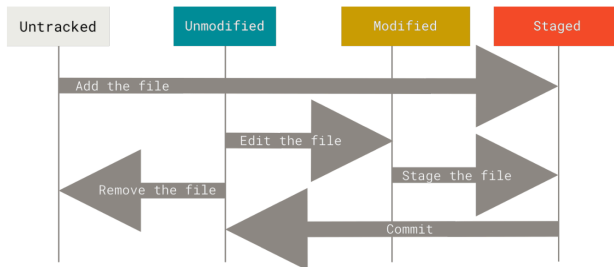 Untracked
Unmodified
Modified
Staged
Add the file
Edit the file
Stage the file
Remove the file
Commit